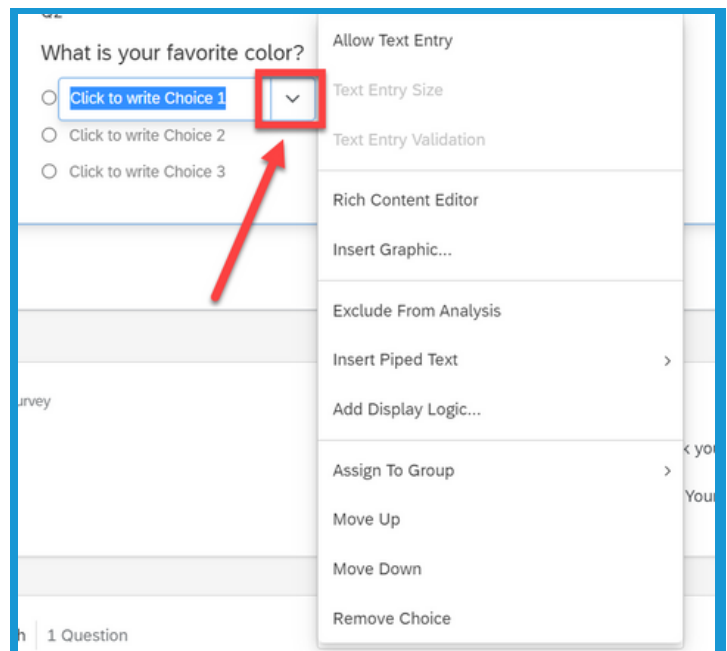 What is your favorite color?
Click to write Choice 1
Click to write Choice 2
Click to write Choice 3
Allow Text Entry
Text Entry Size
Text Entry Validation
Rich Content Editor
Insert Graphic...
Exclude From Analysis
Insert Piped Text
Add Display Logic...
Assign To Group
Move Up
Move Down
Remove Choice
1 Question